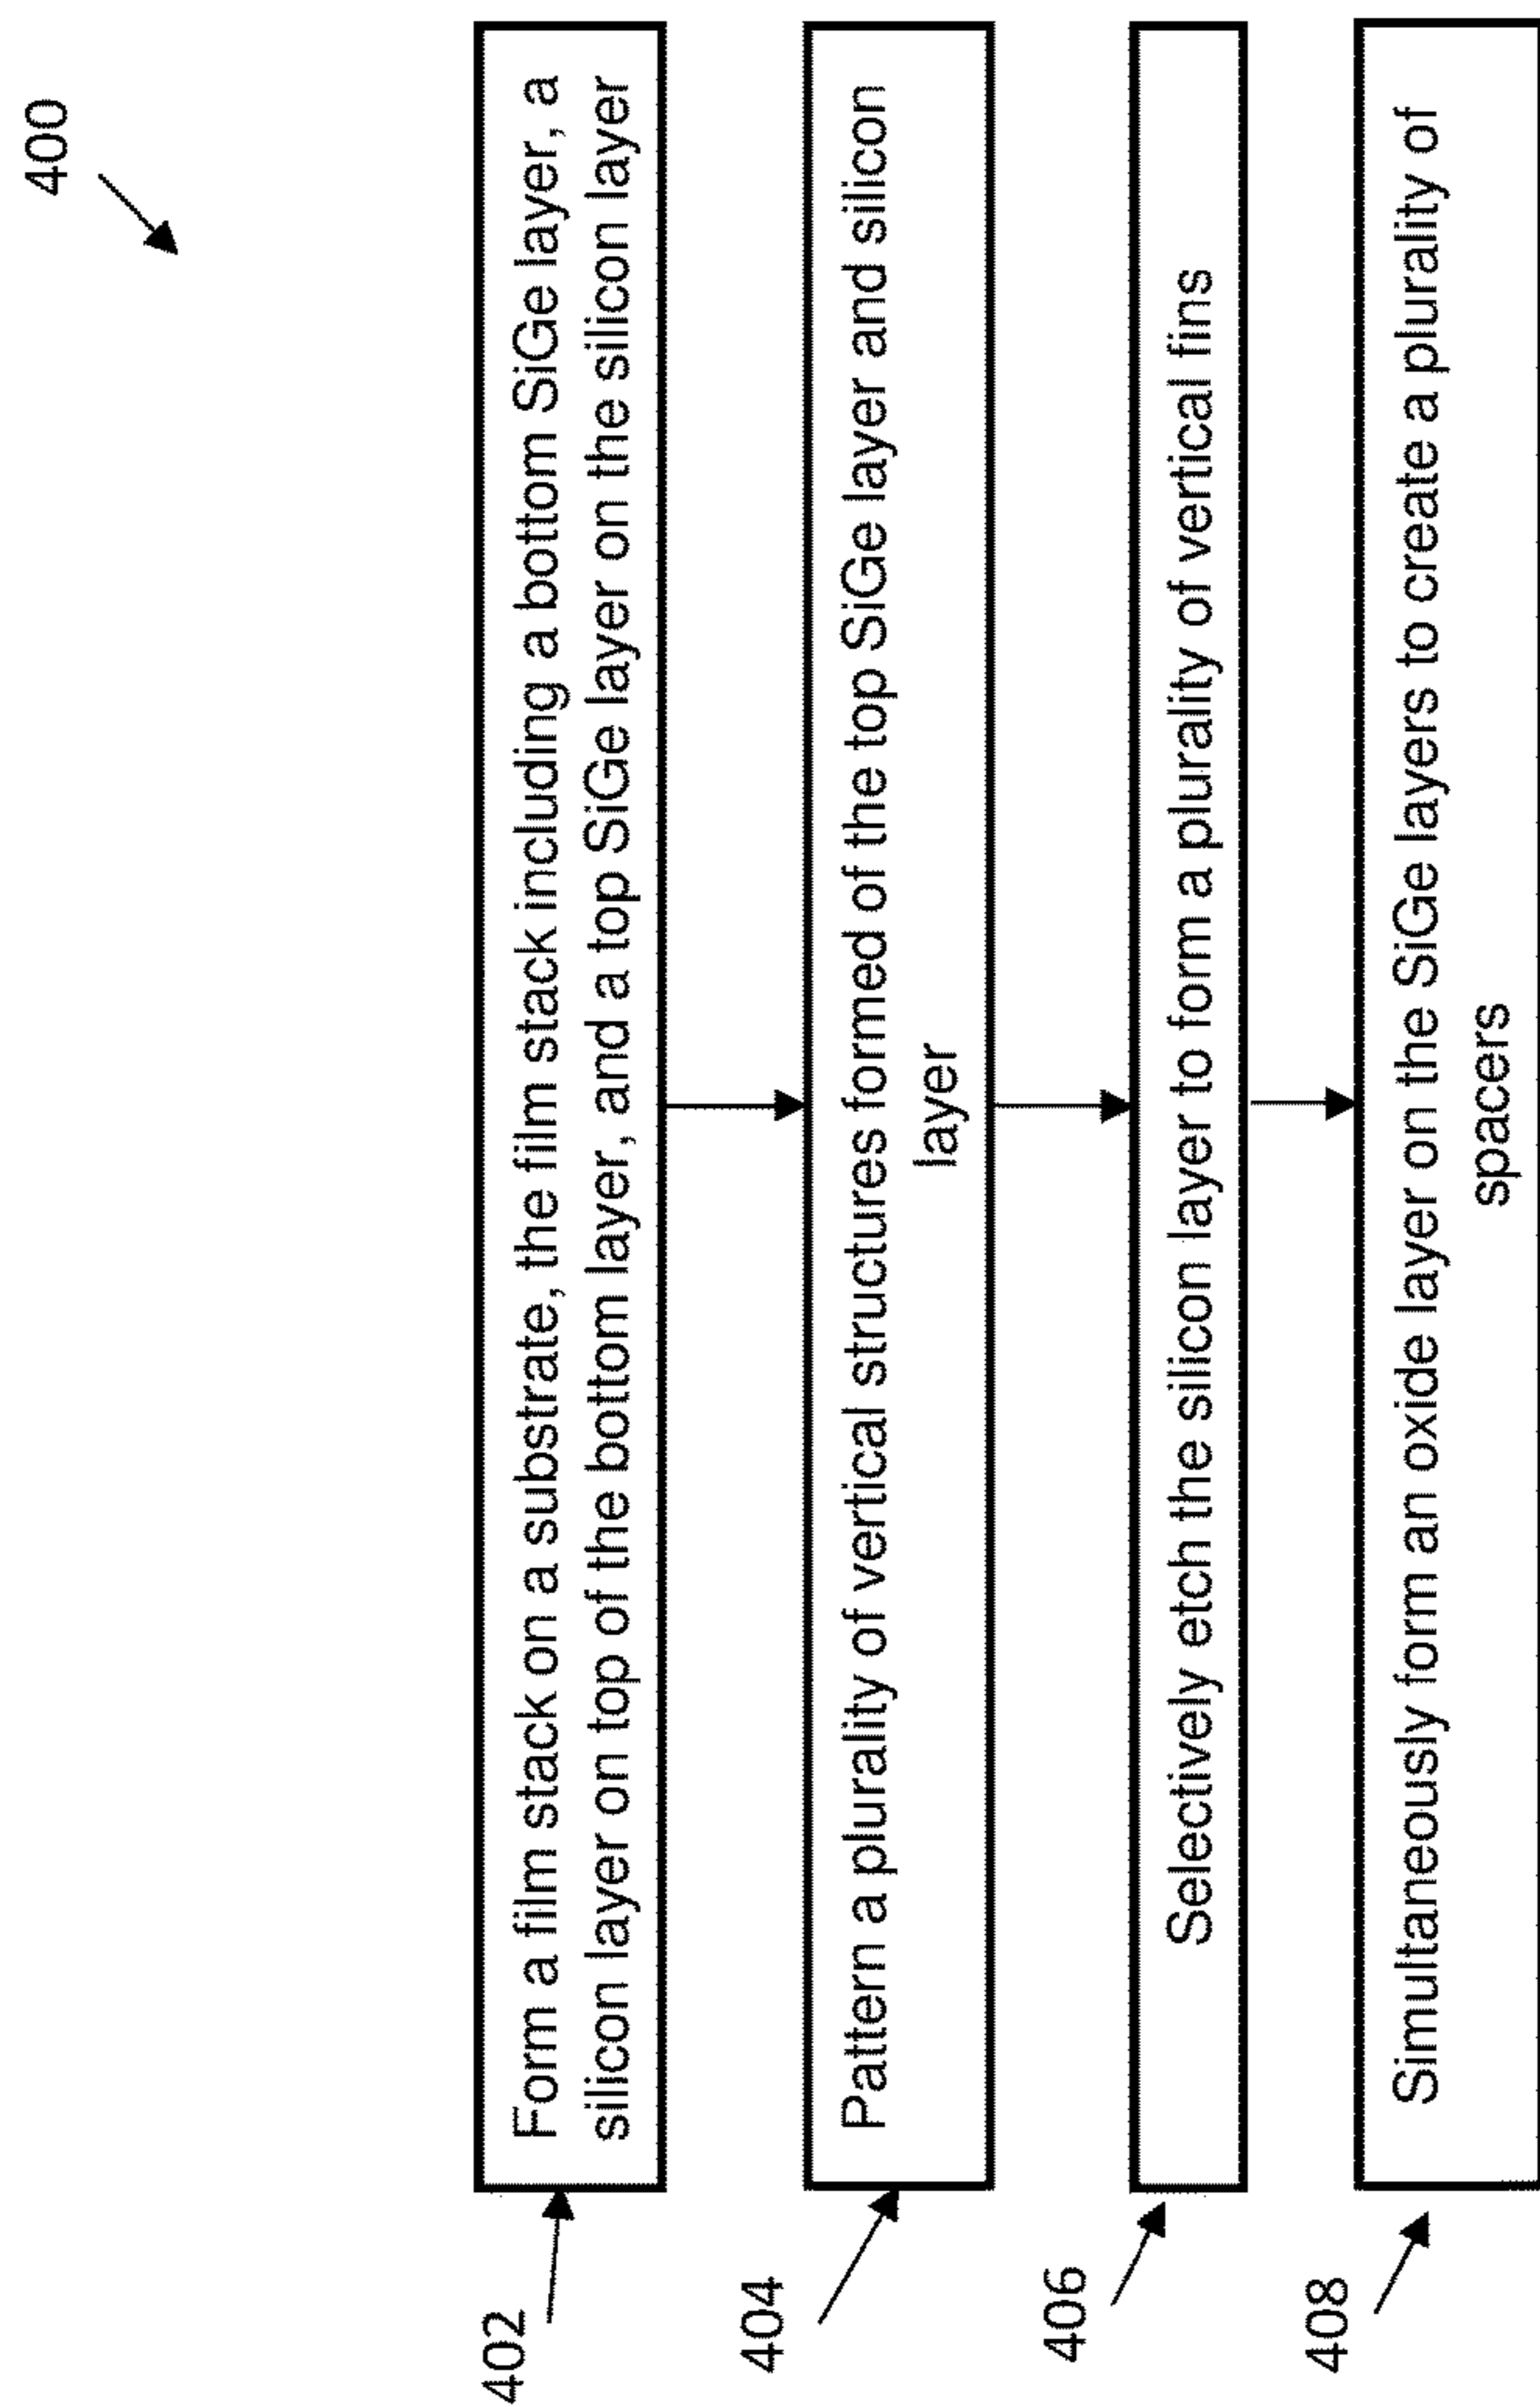 400
402
Form a film stack on a substrate, the film stack including a bottom SiGe layer, a
silicon layer on top of the bottom layer, and a top SiGe layer on the silicon layer
404
Pattern a plurality of vertical structures formed of the top SiGe layer and silicon
layer
406
Selectively etch the silicon layer to form a plurality of vertical fins
408
Simultaneously form an oxide layer on the SiGe layers to create a plurality of
spacers